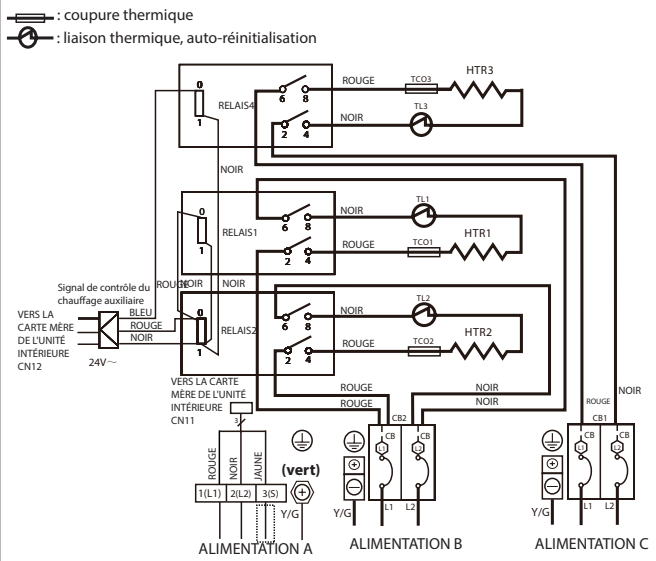 : coupure thermique
: liaison thermique, auto-réinitialisation
HTR3
ROUGE
TCO3
0
6
8
RELAIS4
NOIR
TL3
1
2
4
NOIR
TL1
0
NOIR
6
8
RELAIS1
HTR1
ROUGE
TCO1
2
4
1
Signal de contrôle du
chauffage auxiliaire
ROUGE
NOIR
NOIR
TL2
VERS LA
CARTE MÈRE
DE L'UNITÉ
INTÉRIEURE
CN12
BLEU
ROUGE
NOIR
24V～
0
NOIR
6
8
RELAIS2
HTR2
ROUGE
TCO2
1
2
4
VERS LA CARTE
MÈRE DE L'UNITÉ
INTÉRIEURE
CN11
3
ROUGE
NOIR
ROUGE
NOIR
ROUGE
NOIR
CB2
CB1
CB
CB
CB
CB
L1
L2
L1
L2
ROUGE
NOIR
JAUNE
(vert)
1(L1)
2(L2)
3(S)
Y/G
Y/G
L1
L2
Y/G
L1
L2
ALIMENTATION A
ALIMENTATION B
ALIMENTATION C